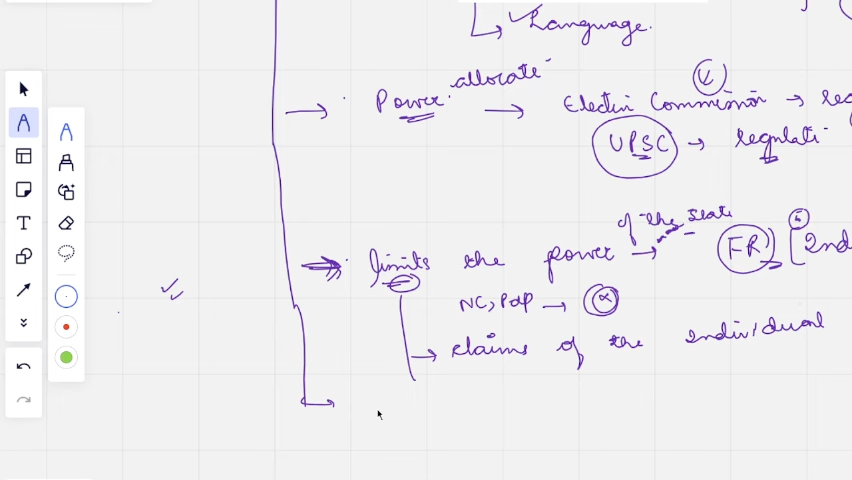 Language.
Power allocate → Electin Commission →
UPSC → regulati
limits the power of the state → FR
NC, PDP →
claims of the individual